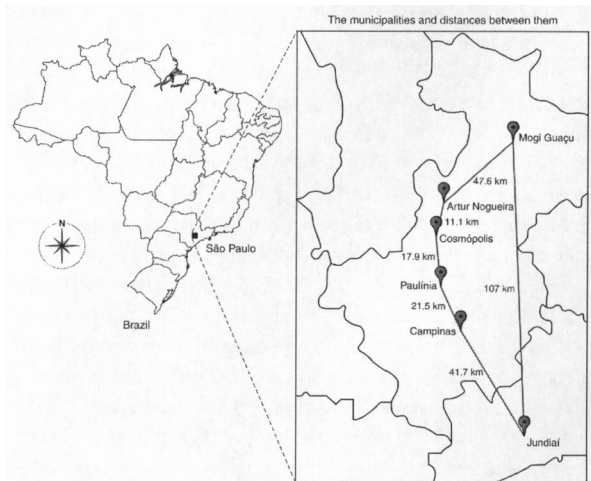 The municipalities and distances between them
Mogi Guaçu
47.6 km
Artur Nogueira
11.1 km
Cosmópolis
N
São Paulo
17.9 km
Paulínia
107 km
21.5 km
Campinas
Brazil
41.7 km
Jundiaí